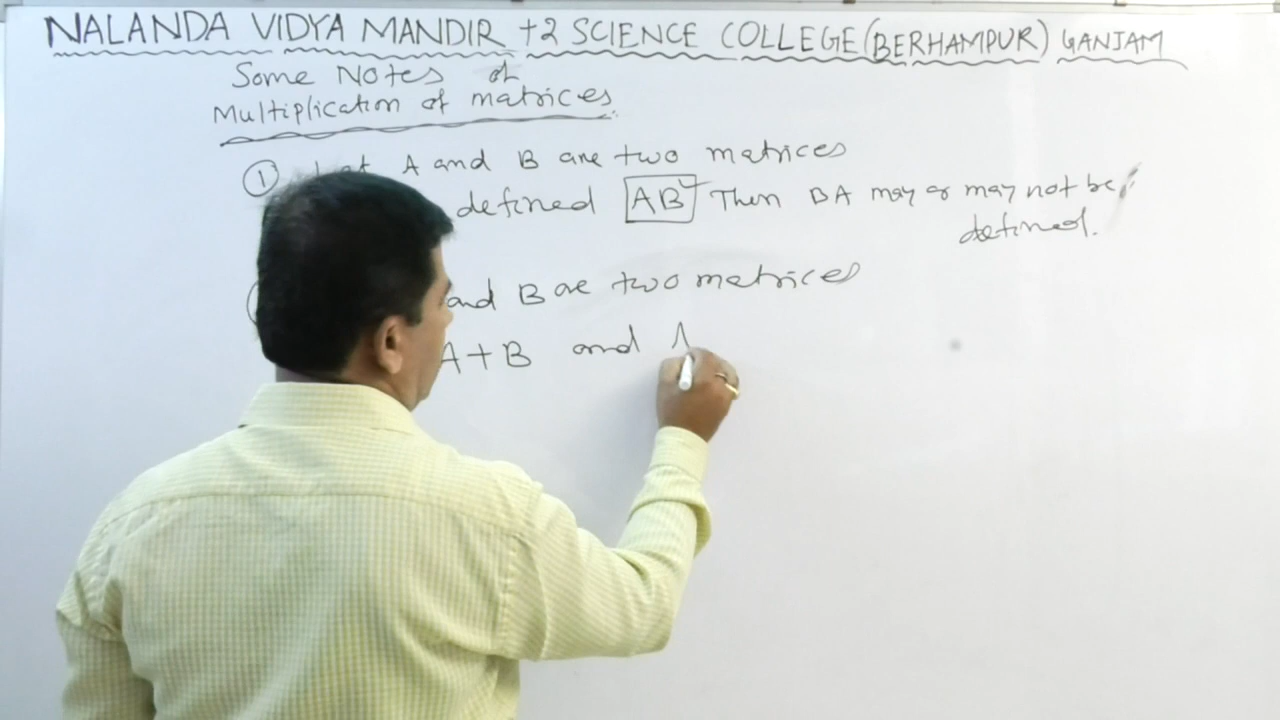 NALANDA VIDYA MANDIR +2 SCIENCE COLLEGE (BERHAMPUR) GANJAM
Some Notes of
Multiplication of matrices.
① A and B are two matrices
defined AB Then BA may or may not be
defined.
and B are two matrices
A+B and A